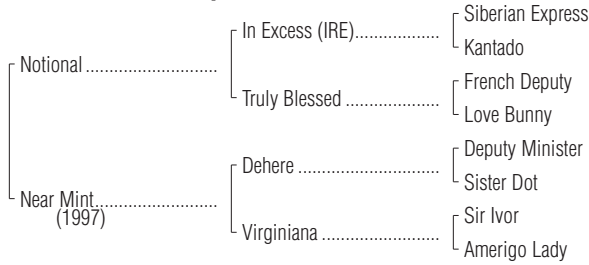 Siberian Express
In Excess (IRE)..................
Kantado
Notional ............................
French Deputy
Truly Blessed ....................
Love Bunny
Deputy Minister
Dehere ..............................
Sister Dot
Near Mint..........................
(1997)
Sir Ivor
Virginiana .........................
Amerigo Lady